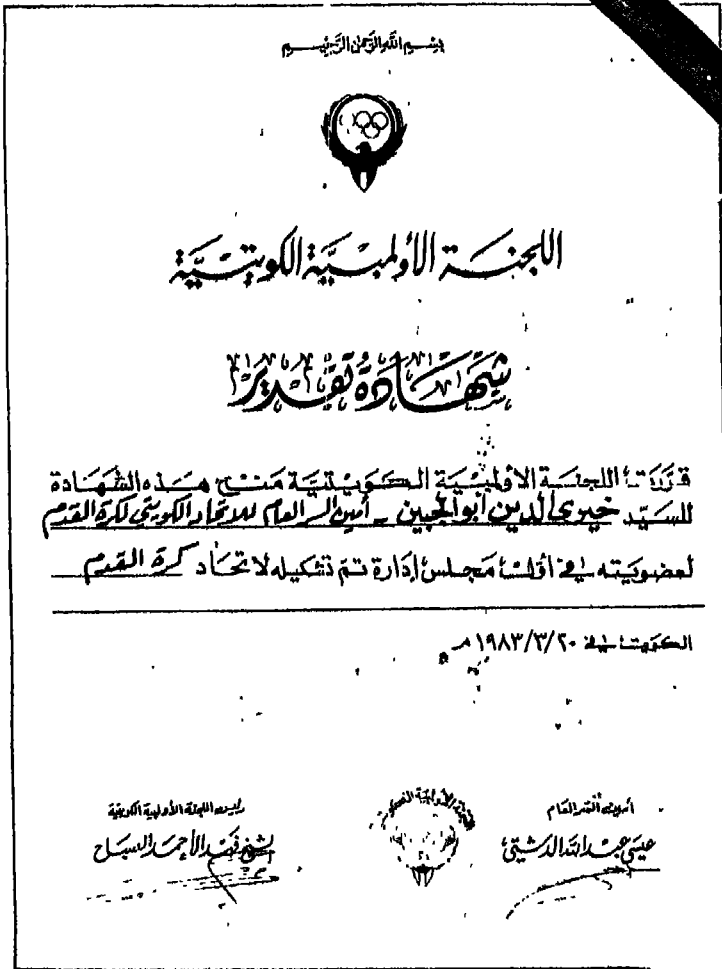 بسم الله الرحمن الرحيم
اللجنة الأولمبية الكويتية
شهادة تقدير
قررت اللجنة الأولمبية الكويتية منح هذه الشهادة
للسيد خيري الدين أبو الجبين - أمين السر العام للاتحاد الكويتي لكرة القدم
لعضويته في أول مجلس إدارة تم تشكيله لاتحاد كرة القدم
الكويت في ٢٠/٣/١٩٨٣ م
أمين السر العام
عيسى عبد الله الدشتي
رئيس اللجنة الأولمبية الكويتية
الشيخ فهد الأحمد الصباح